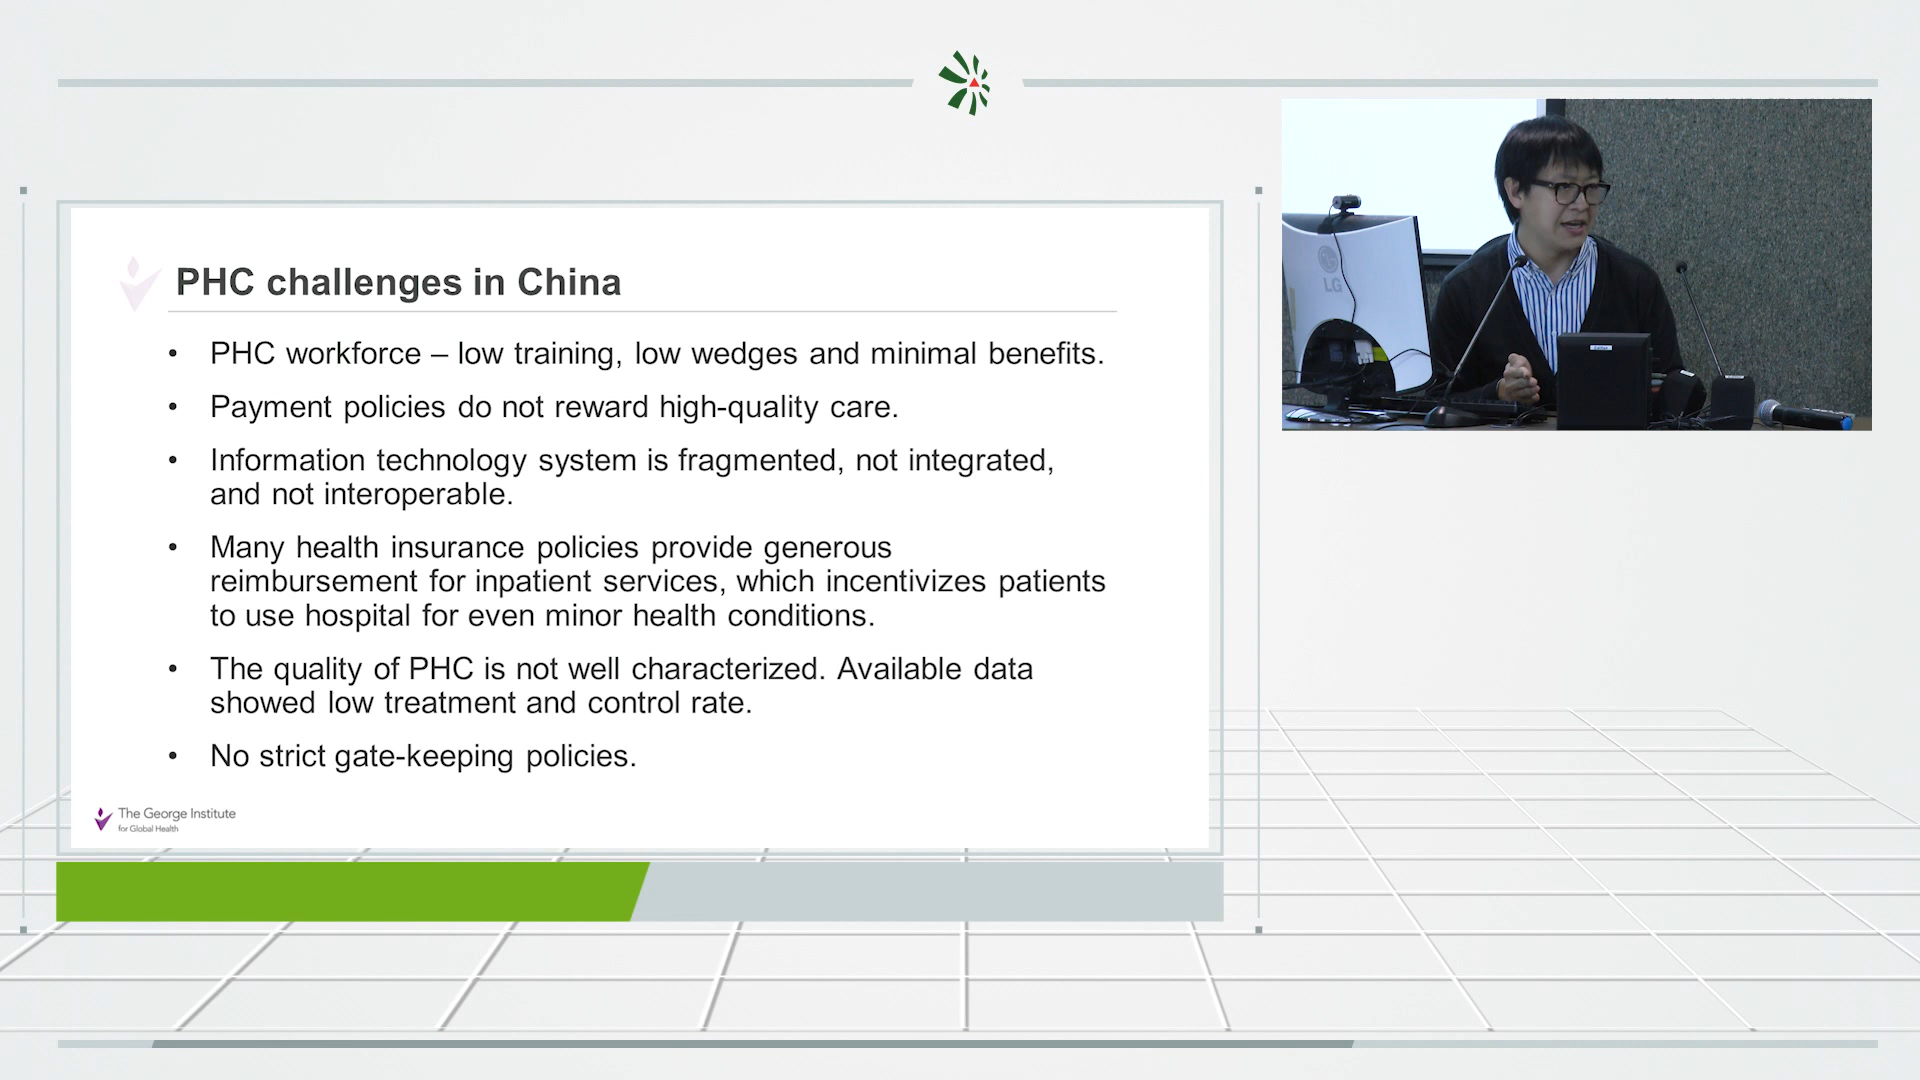 PHC challenges in China
• PHC workforce – low training, low wedges and minimal benefits.
• Payment policies do not reward high-quality care.
• Information technology system is fragmented, not integrated,
and not interoperable.
• Many health insurance policies provide generous
reimbursement for inpatient services, which incentivizes patients
to use hospital for even minor health conditions.
• The quality of PHC is not well characterized. Available data
showed low treatment and control rate.
• No strict gate-keeping policies.
The George Institute
for Global Health
LG